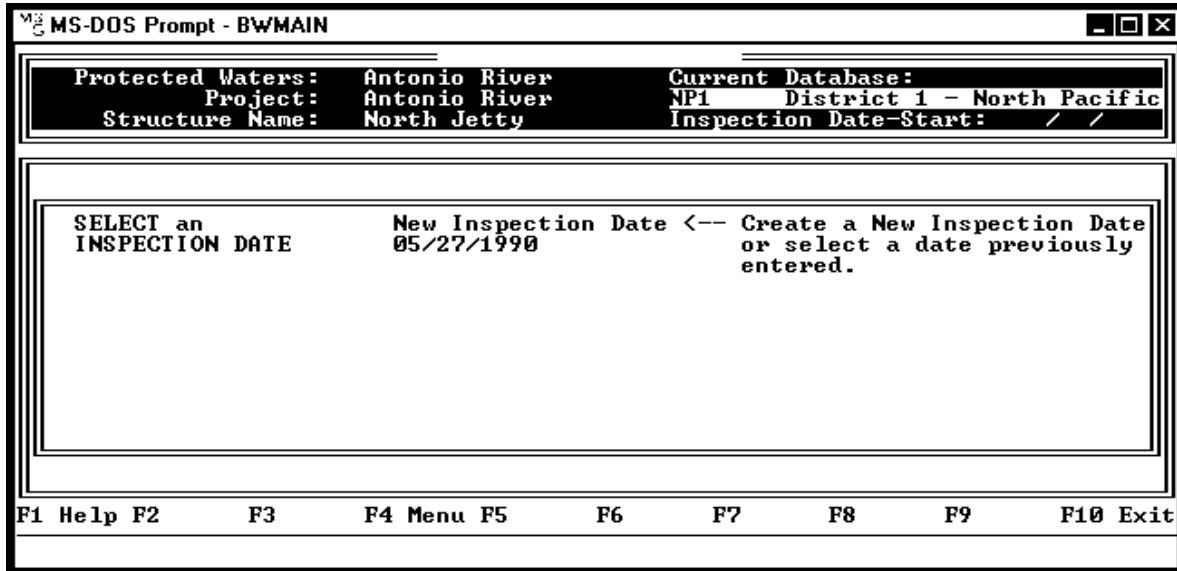 MS-DOS Prompt - BWMAIN
Protected Waters: Antonio River Current Database:
Project: Antonio River NP1 District 1 - North Pacific
Structure Name: North Jetty Inspection Date-Start: / /
SELECT an New Inspection Date <-- Create a New Inspection Date
INSPECTION DATE 05/27/1990 or select a date previously
entered.
F1 Help F2 F3 F4 Menu F5 F6 F7 F8 F9 F10 Exit